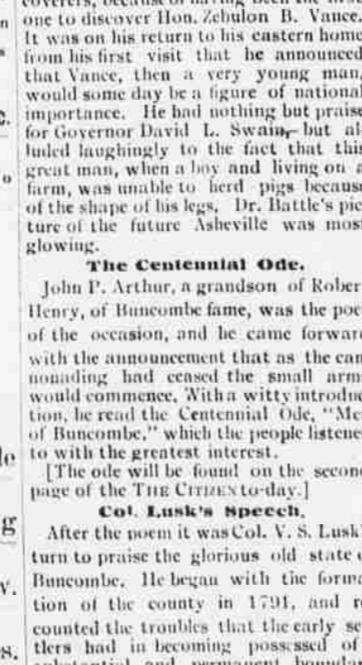 coverers, because of having been the
one to discover Hon. Zebulon B. Vance.
It was on his return to his eastern home
from his first visit that he announced
that Vance, then a very young man,
would some day be a figure of national
importance. He had nothing but praise
for Governor David L. Swain, but al
luded laughingly to the fact that this
great man, when a boy and living on a
farm, was unable to herd pigs becaus
of the shape of his legs. Dr. Battle's pic
ture of the future Asheville was most
glowing.
The Centennial Ode.
John P. Arthur, a grandson of Rober
Henry, of Buncombe fame, was the poe
of the occasion, and he came forward
with the announcement that as the can
nonading had ceased the small arms
would commence. With a witty introduc
tion, he read the Centennial Ode, "Me
of Buncombe," which the people listene
to with the greatest interest.
[The ode will be found on the secon
page of the THE CITIZEN to-day.]
Col. Lusk's Speech.
After the poem it was Col. V. S. Lusk'
turn to praise the glorious old state o
Buncombe. He began with the forma
tion of the county in 1791, and re
counted the troubles that the early se
tlers had in becoming possessed of
substantial and permanent